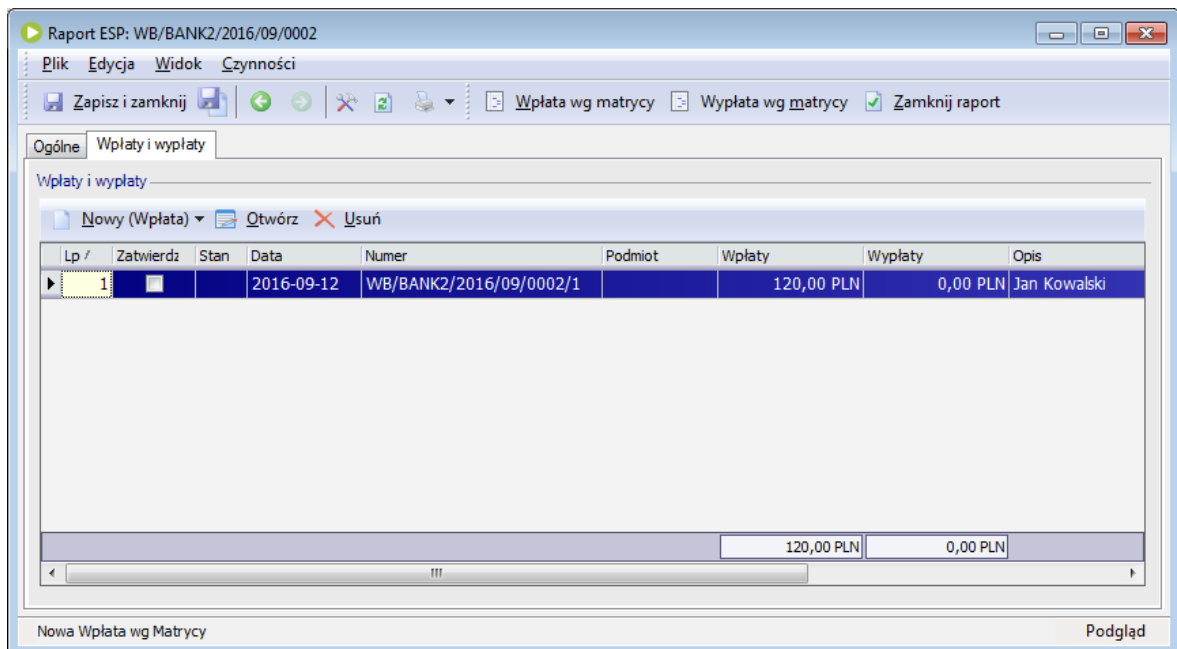 Raport ESP: WB/BANK2/2016/09/0002
Plik Edycja Widok Czynności
Zapisz i zamknij Wpłata wg matrycy Wypłata wg matrycy Zamknij raport
Ogólne Wpłaty i wypłaty
Wpłaty i wypłaty
Nowy (Wpłata) Otwórz Usuń
Lp / Zatwierdz Stan Data Numer Podmiot Wpłaty Wypłaty Opis
1 2016-09-12 WB/BANK2/2016/09/0002/1 120,00 PLN 0,00 PLN Jan Kowalski
120,00 PLN 0,00 PLN
Nowa Wpłata wg Matrycy Podgląd